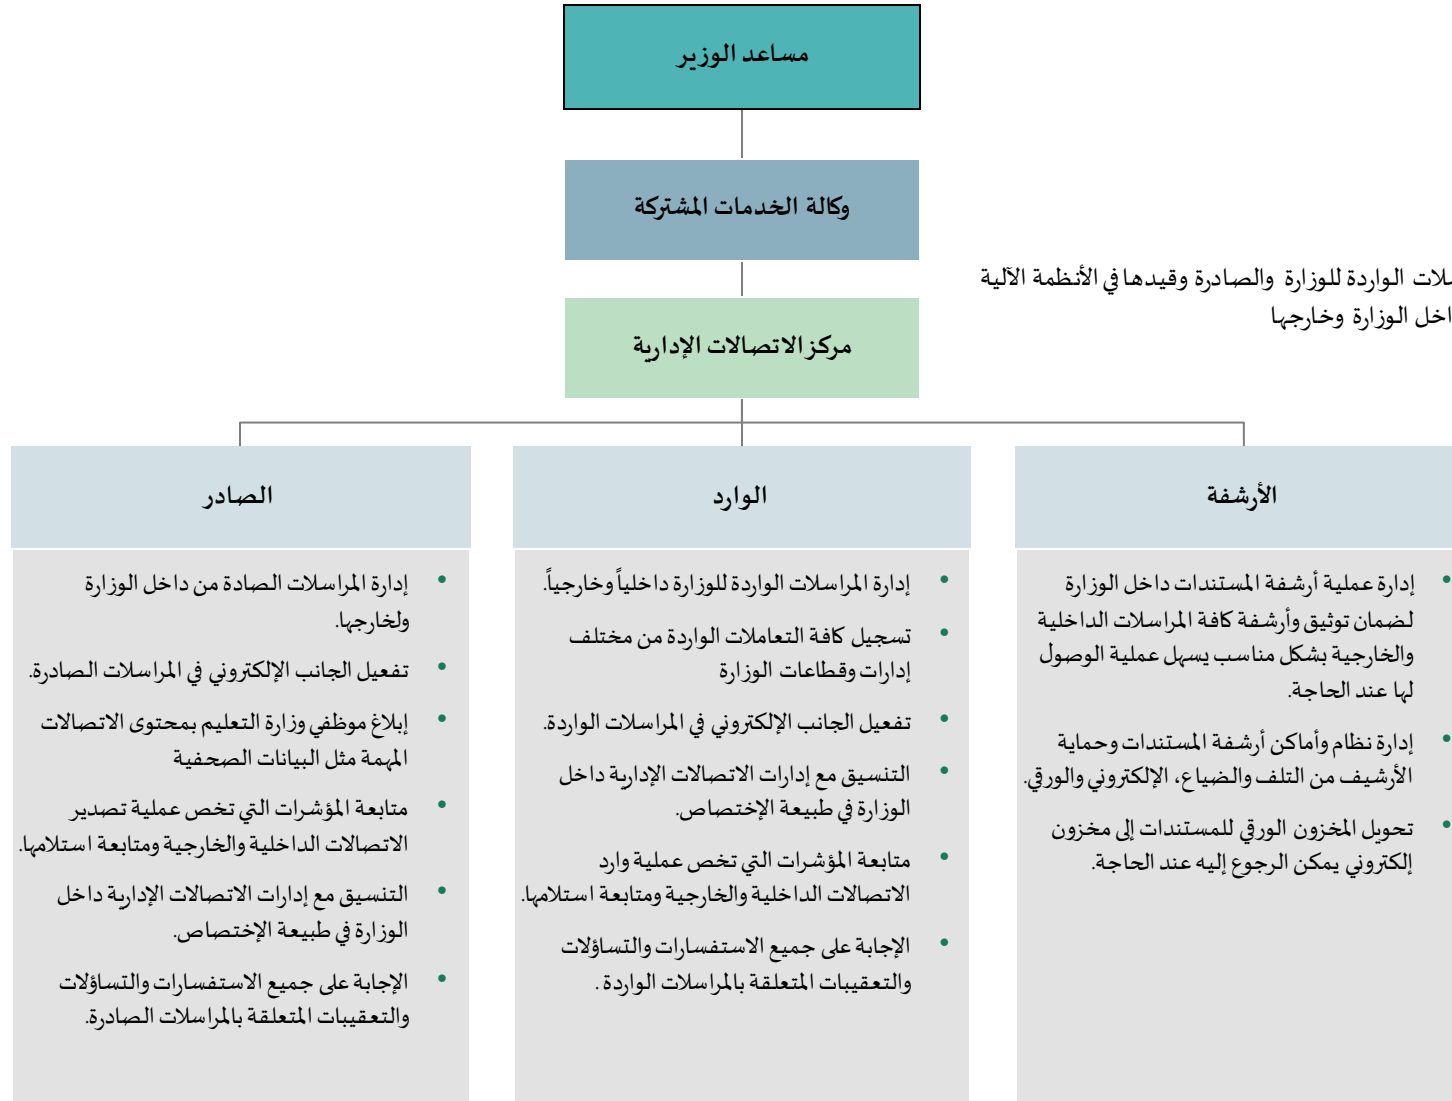 مساعد الوزير
وكالة الخدمات المشتركة
الواردة للوزارة والصادرة وقيدها في الأنظمة الآلية
الوزارة وخارجها
مركز الاتصالات الإدارية
الأرشفة
• إدارة عملية أرشفة المستندات داخل الوزارة
لضمان توثيق وأرشفة كافة المراسلات الداخلية
والخارجية بشكل مناسب يسهل عملية الوصول
لها عند الحاجة.
• إدارة نظام وأماكن أرشفة المستندات وحماية
الأرشيف من التلف والضياع، الإلكتروني والورقي.
• تحويل المخزون الورقي للمستندات إلى مخزون
إلكتروني يمكن الرجوع إليه عند الحاجة.
الوارد
• إدارة المراسلات الواردة للوزارة داخلياً وخارجياً.
• تسجيل كافة التعاملات الواردة من مختلف
إدارات وقطاعات الوزارة
• تفعيل الجانب الإلكتروني في المراسلات الواردة.
• التنسيق مع إدارات الاتصالات الإدارية داخل
الوزارة في طبيعة الإختصاص.
• متابعة المؤشرات التي تخص عملية وارد
الاتصالات الداخلية والخارجية ومتابعة استلامها.
• الإجابة على جميع الاستفسارات والتساؤلات
والتعقيبات المتعلقة بالمراسلات الواردة .
الصادر
• إدارة المراسلات الصادة من داخل الوزارة
ولخارجها.
• تفعيل الجانب الإلكتروني في المراسلات الصادرة.
• إبلاغ موظفي وزارة التعليم بمحتوى الاتصالات
المهمة مثل البيانات الصحفية
• متابعة المؤشرات التي تخص عملية تصدير
الاتصالات الداخلية والخارجية ومتابعة استلامها.
• التنسيق مع إدارات الاتصالات الإدارية داخل
الوزارة في طبيعة الإختصاص.
• الإجابة على جميع الاستفسارات والتساؤلات
والتعقيبات المتعلقة بالمراسلات الصادرة.